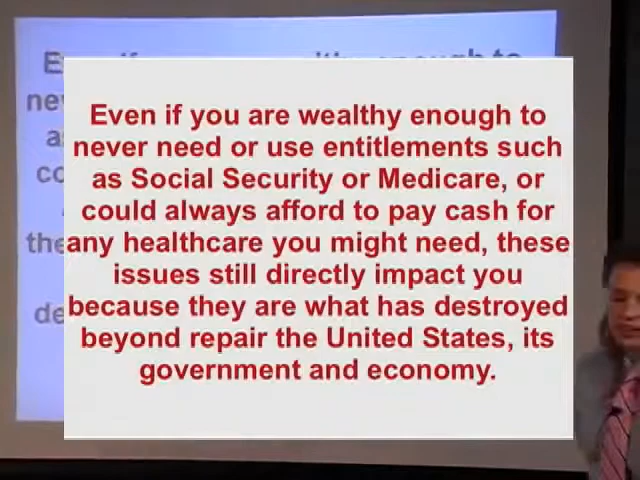 Even if you are wealthy enough to
never need or use entitlements such
as Social Security or Medicare, or
could always afford to pay cash for
any healthcare you might need, these
issues still directly impact you
because they are what has destroyed
beyond repair the United States, its
government and economy.